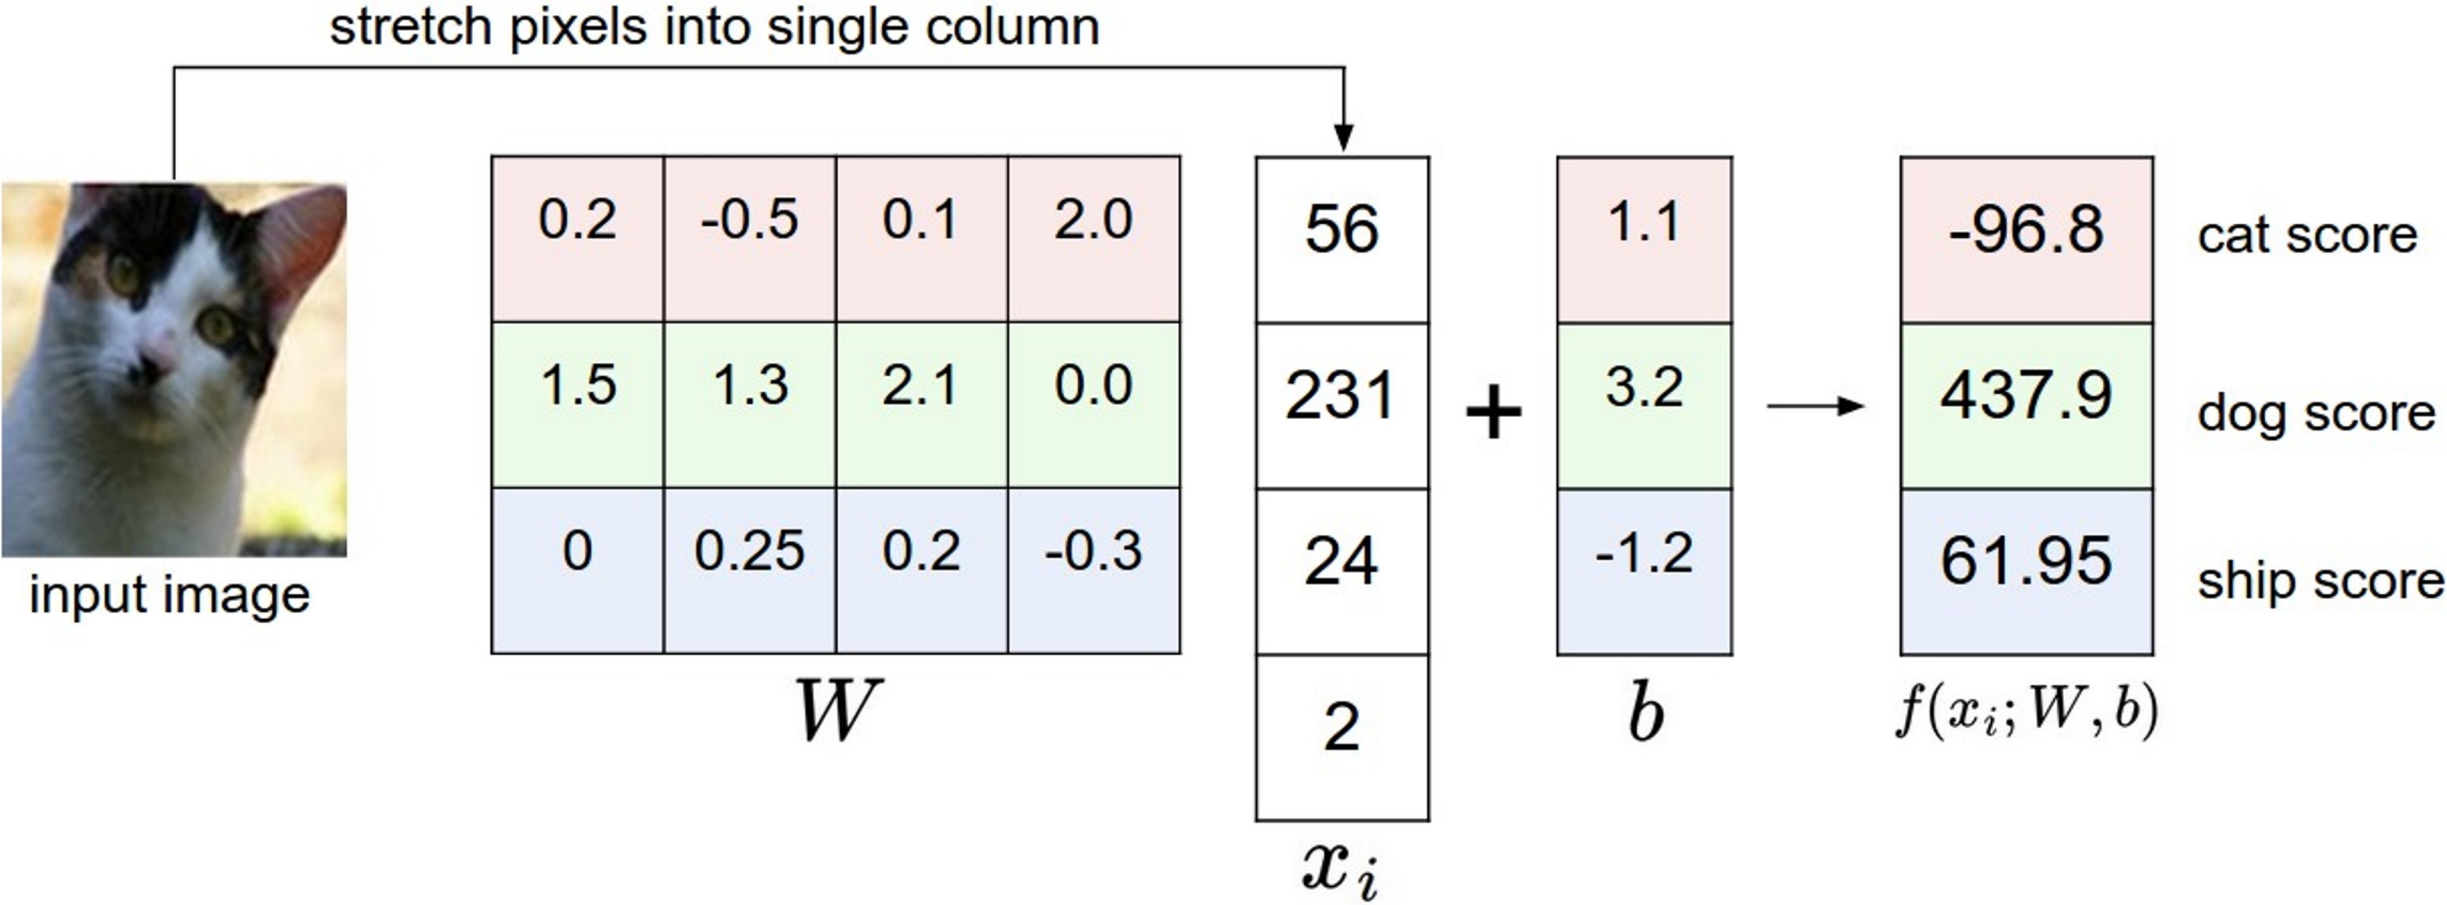 stretch pixels into single column
0.2 -0.5 0.1 2.0
1.5 1.3 2.1 0.0
0 0.25 0.2 -0.3
W
56
231
24
2
x_i
+
1.1
3.2
-1.2
b
-96.8 cat score
437.9 dog score
61.95 ship score
f(x_i; W, b)
input image